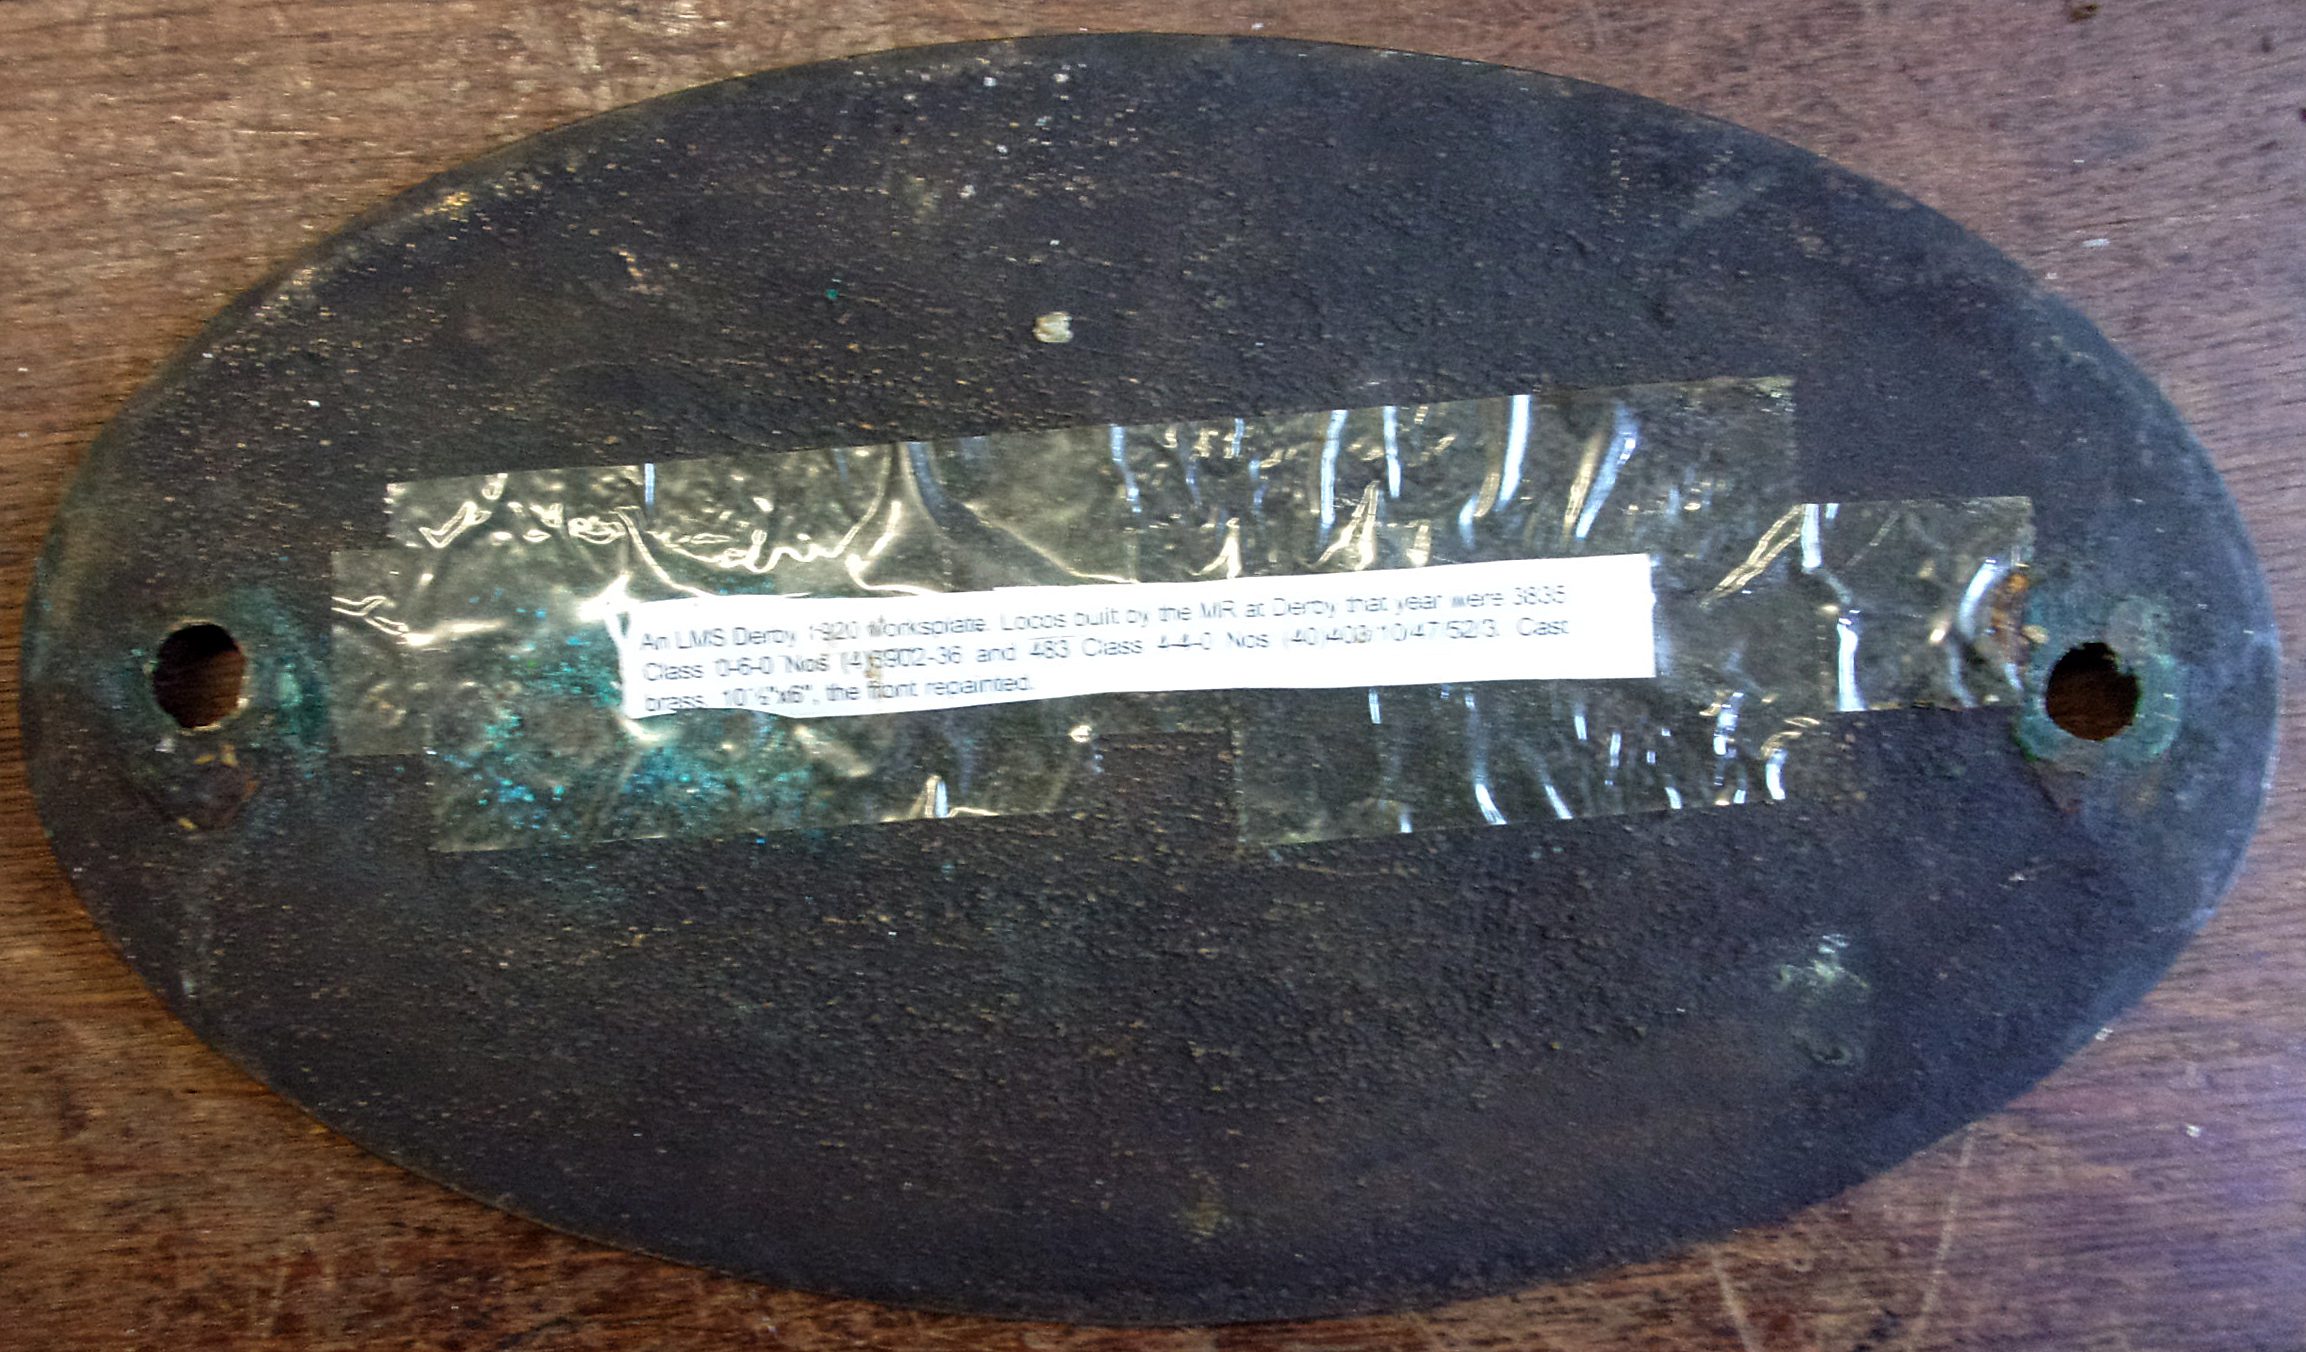 An LMS Derby 1920 Worksplate. Locos built by the MR at Derby that year were 3835
Class 0-6-0 Nos (4)3902-36 and 483 Class 4-4-0 Nos (40)409/10/47/52/3. Cast
brass, 10½"x6", the front repainted.